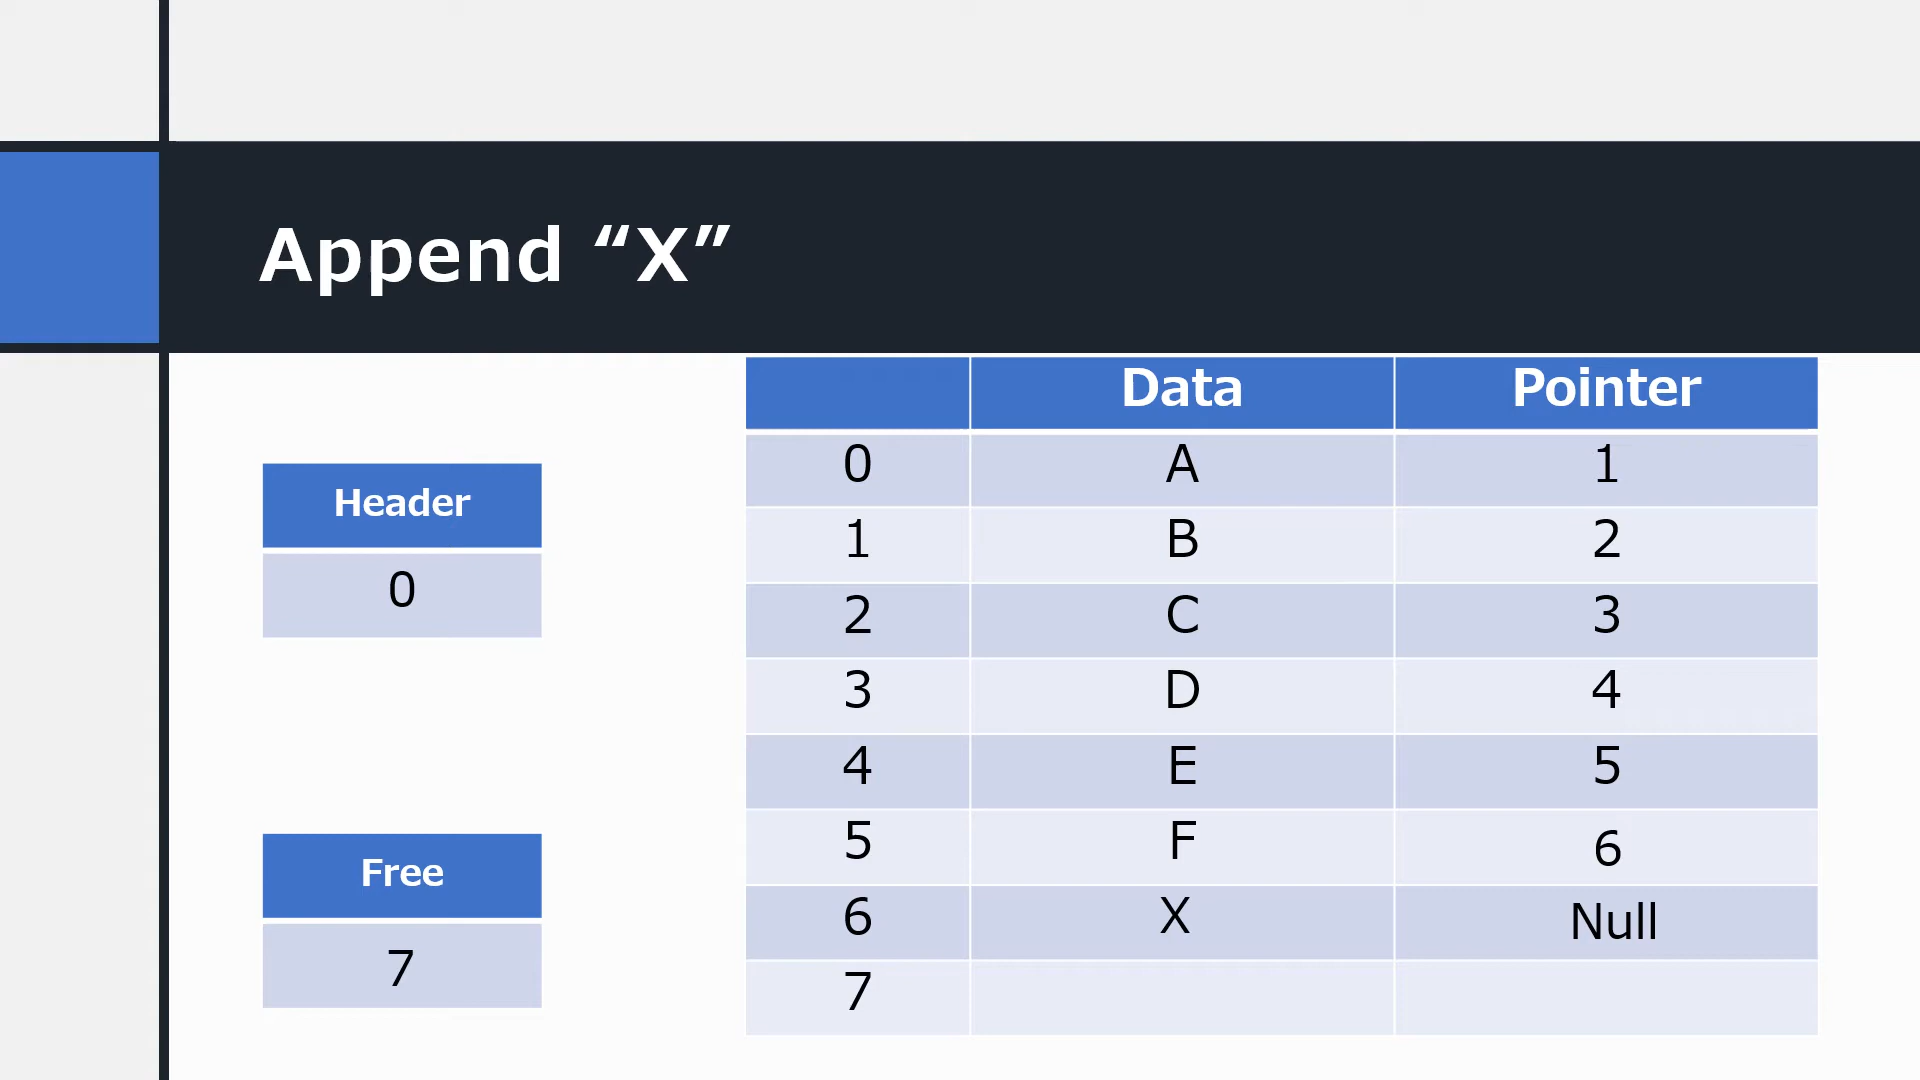 Append “X”
Header
0
Free
7
Data Pointer
0 A 1
1 B 2
2 C 3
3 D 4
4 E 5
5 F 6
6 X Null
7